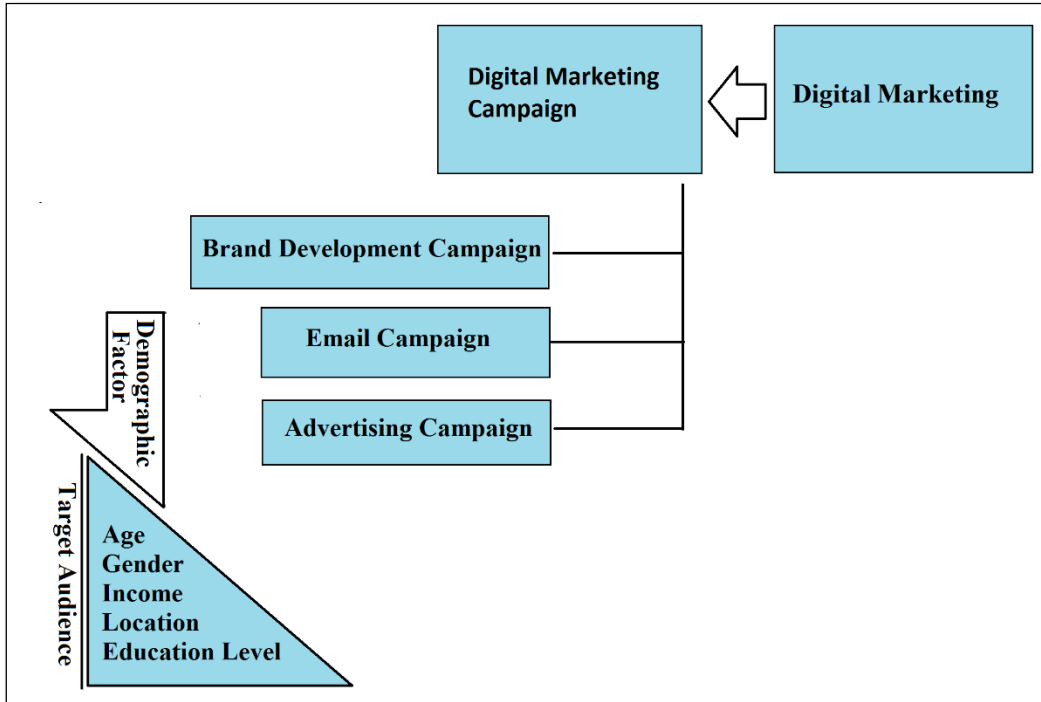 Digital Marketing
Campaign
Digital Marketing
Brand Development Campaign
Email Campaign
Advertising Campaign
Demographic
Factor
Target Audience
Age
Gender
Income
Location
Education Level